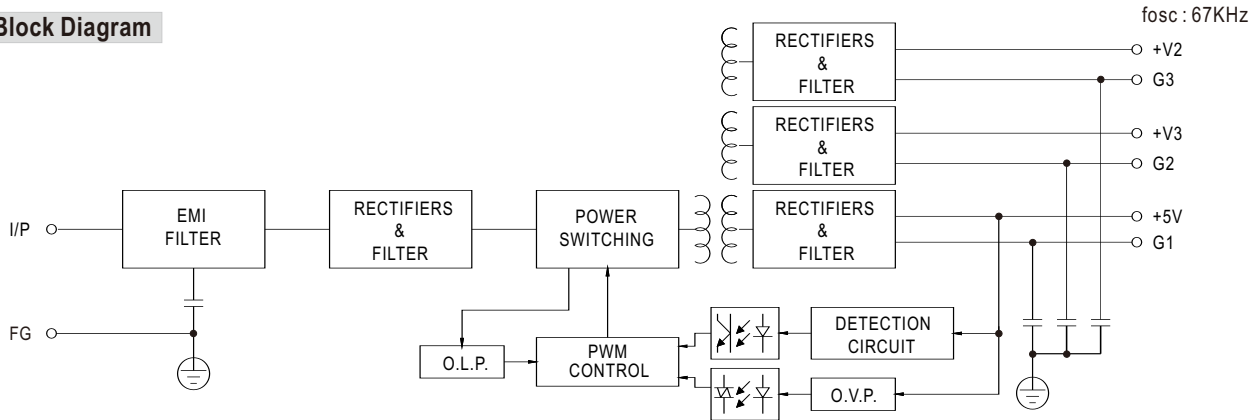 Block Diagram
fosc : 67KHz
RECTIFIERS
&
FILTER
+V2
G3
RECTIFIERS
&
FILTER
+V3
G2
I/P
EMI
FILTER
RECTIFIERS
&
FILTER
POWER
SWITCHING
RECTIFIERS
&
FILTER
+5V
G1
FG
O.L.P.
PWM
CONTROL
DETECTION
CIRCUIT
O.V.P.